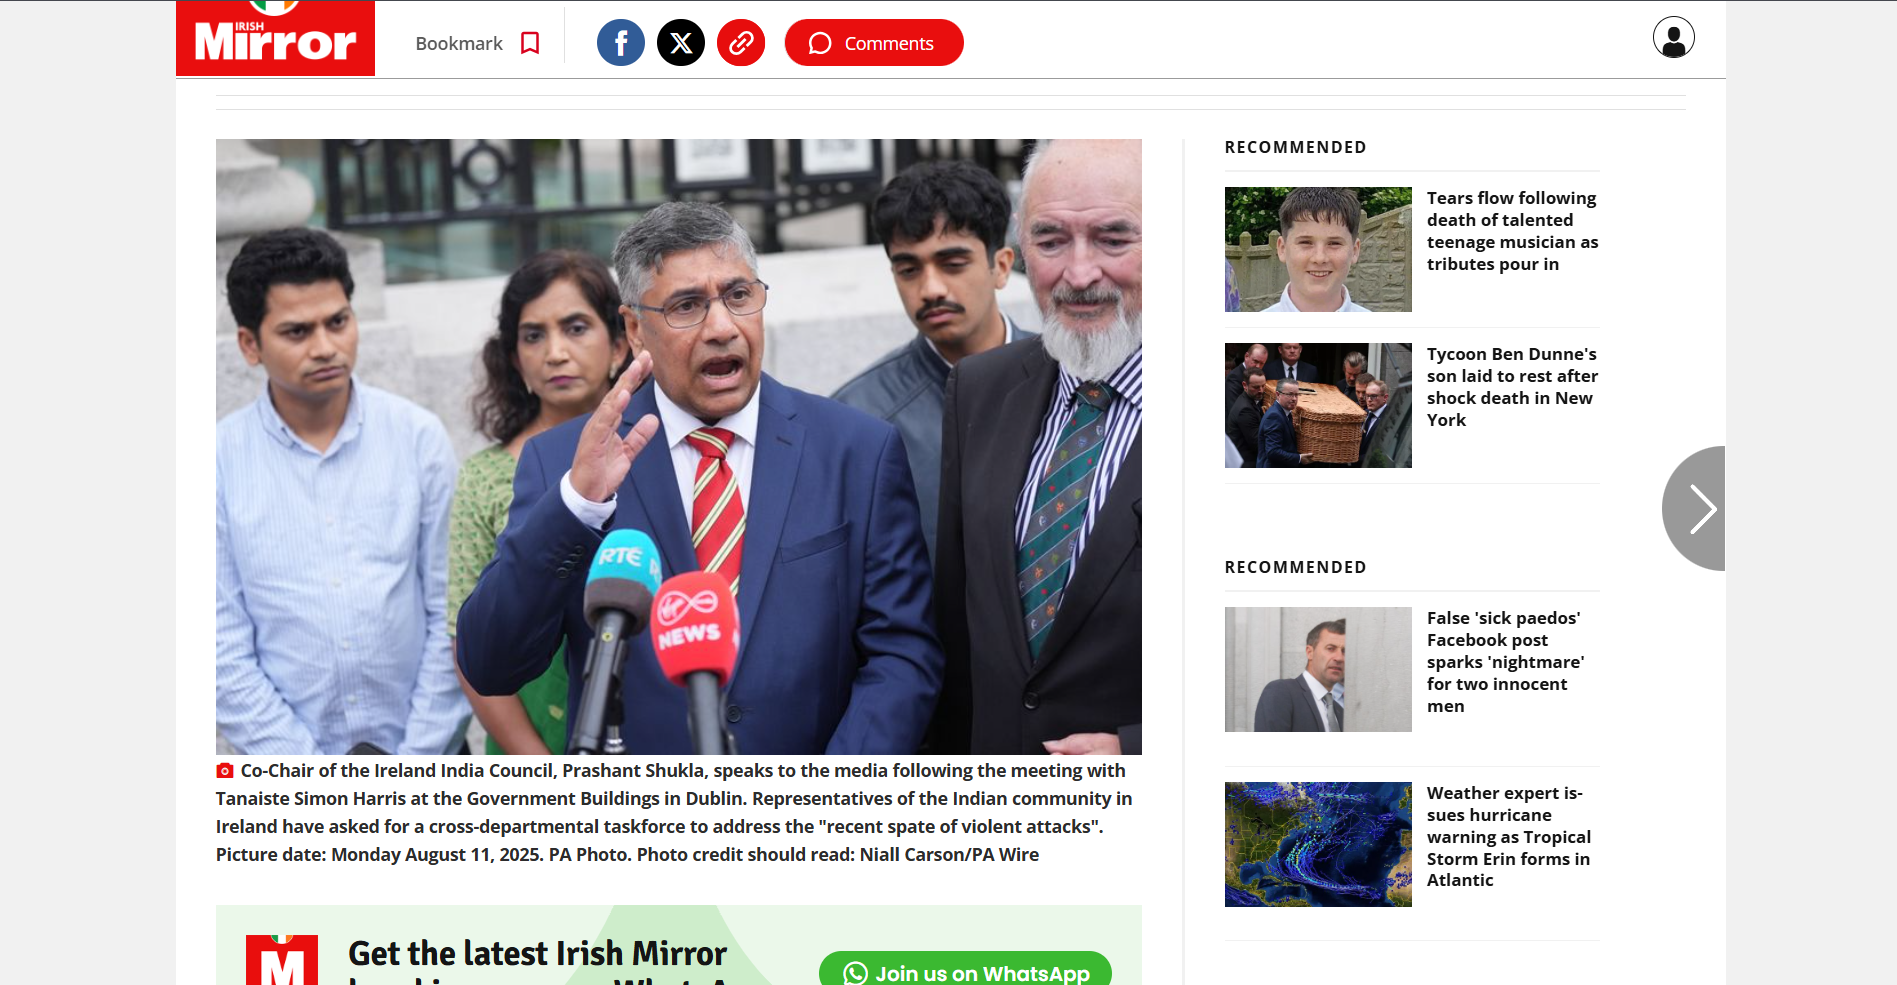 IRISH
Mirror
Bookmark
Comments
RTÉ
NEWS
Co-Chair of the Ireland India Council, Prashant Shukla, speaks to the media following the meeting with
Tanaiste Simon Harris at the Government Buildings in Dublin. Representatives of the Indian community in
Ireland have asked for a cross-departmental taskforce to address the "recent spate of violent attacks".
Picture date: Monday August 11, 2025. PA Photo. Photo credit should read: Niall Carson/PA Wire
Get the latest Irish Mirror
Join us on WhatsApp
RECOMMENDED
Tears flow following
death of talented
teenage musician as
tributes pour in
Tycoon Ben Dunne's
son laid to rest after
shock death in New
York
RECOMMENDED
False 'sick paedos'
Facebook post
sparks 'nightmare'
for two innocent
men
Weather expert is-
sues hurricane
warning as Tropical
Storm Erin forms in
Atlantic